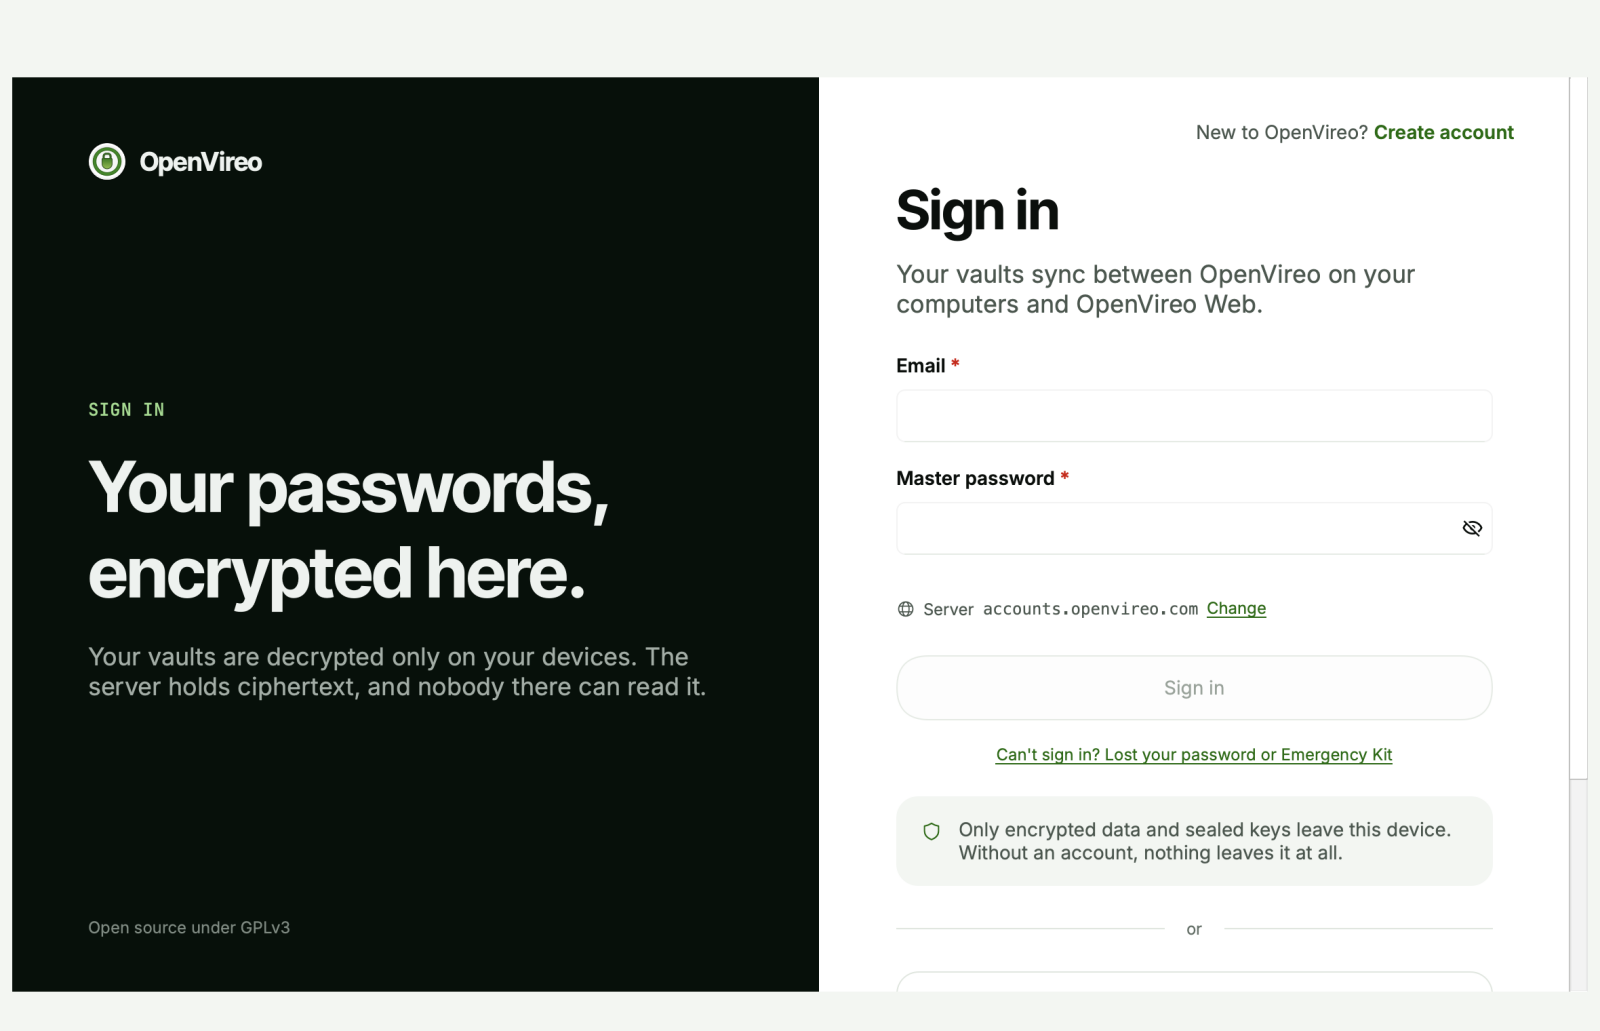 OpenVireo
SIGN IN
Your passwords,
encrypted here.
Your vaults are decrypted only on your devices. The
server holds ciphertext, and nobody there can read it.
Open source under GPLv3
New to OpenVireo? Create account
Sign in
Your vaults sync between OpenVireo on your
computers and OpenVireo Web.
Email *
Master password *
Server accounts.openvireo.com Change
Sign in
Can't sign in? Lost your password or Emergency Kit
Only encrypted data and sealed keys leave this device.
Without an account, nothing leaves it at all.
or